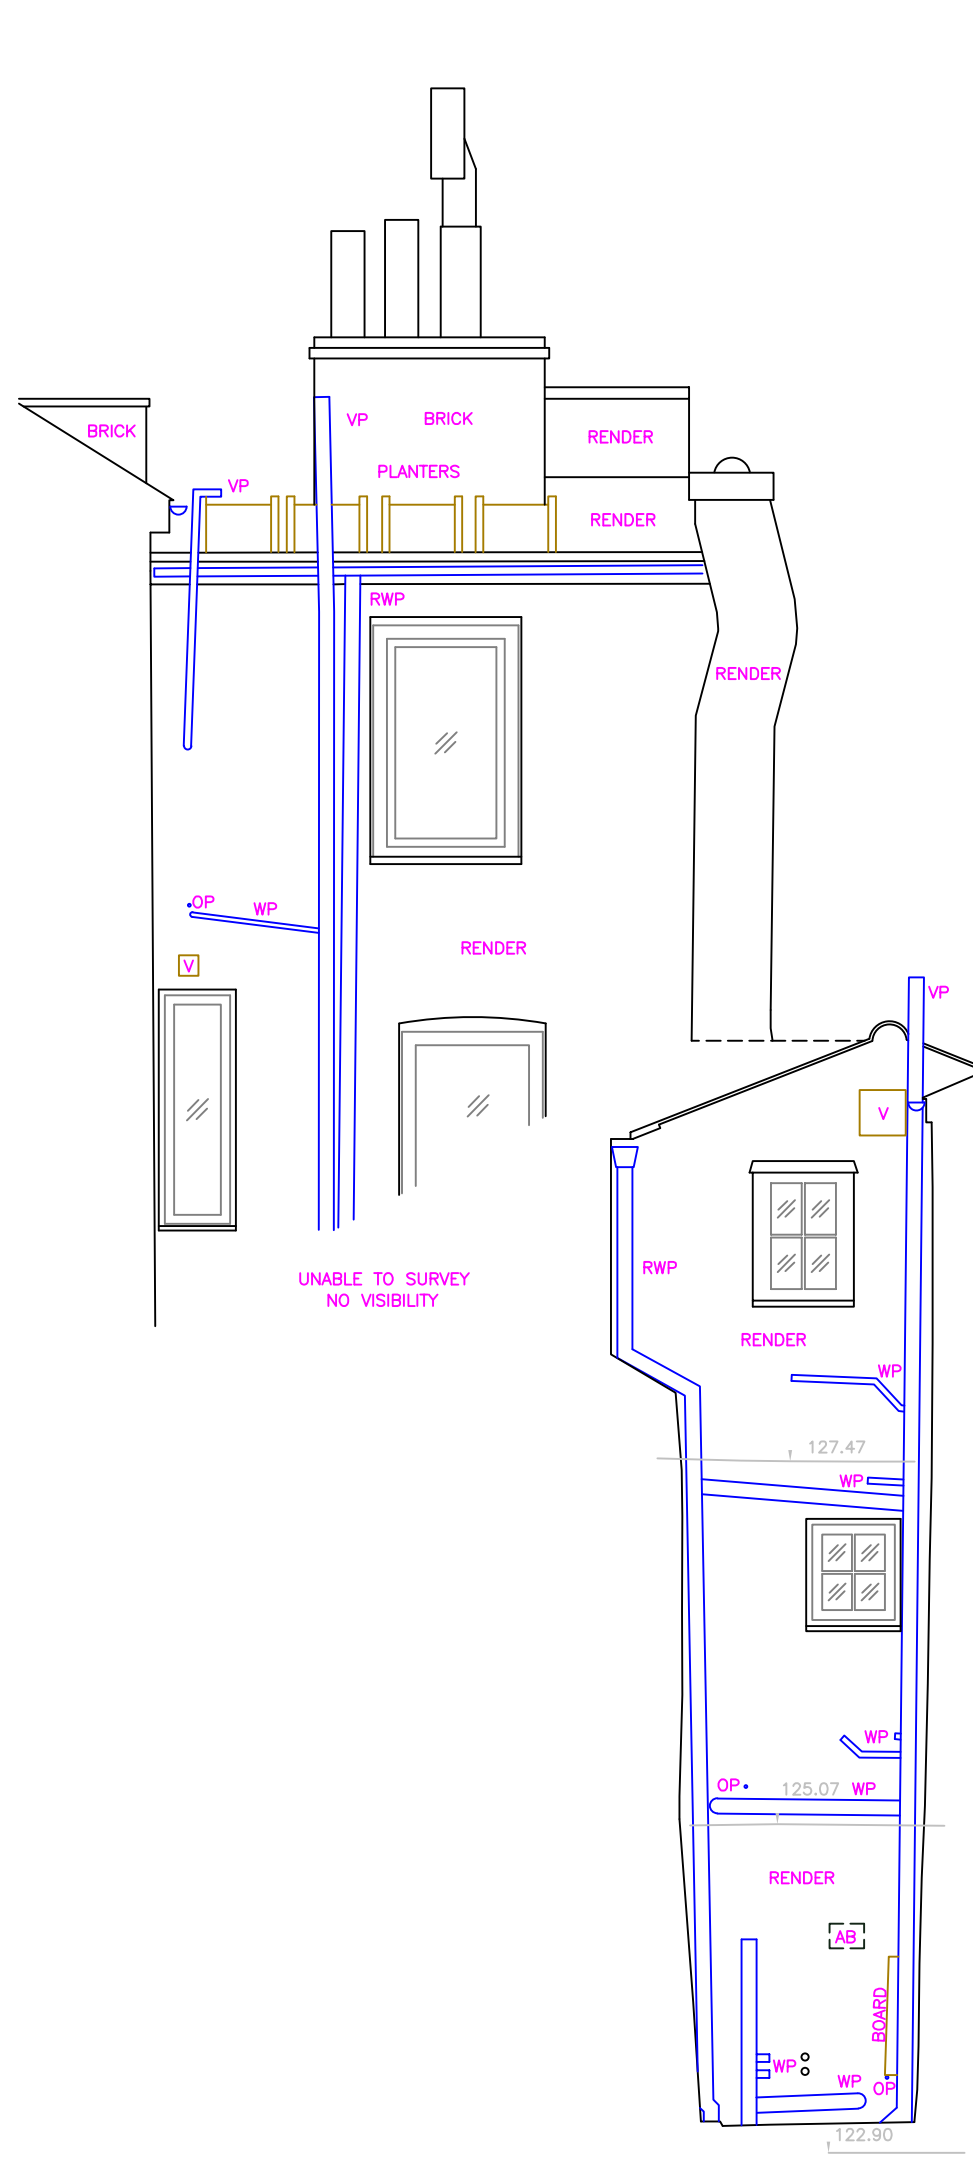 VP
BRICK
BRICK
RENDER
PLANTERS
VP
RENDER
RWP
RENDER
OP
WP
RENDER
V
VP
V
UNABLE TO SURVEY
NO VISIBILITY
RWP
RENDER
WP
127.47
WP
WP
OP
125.07
WP
RENDER
AB
BOARD
WP
WP
OP
122.90